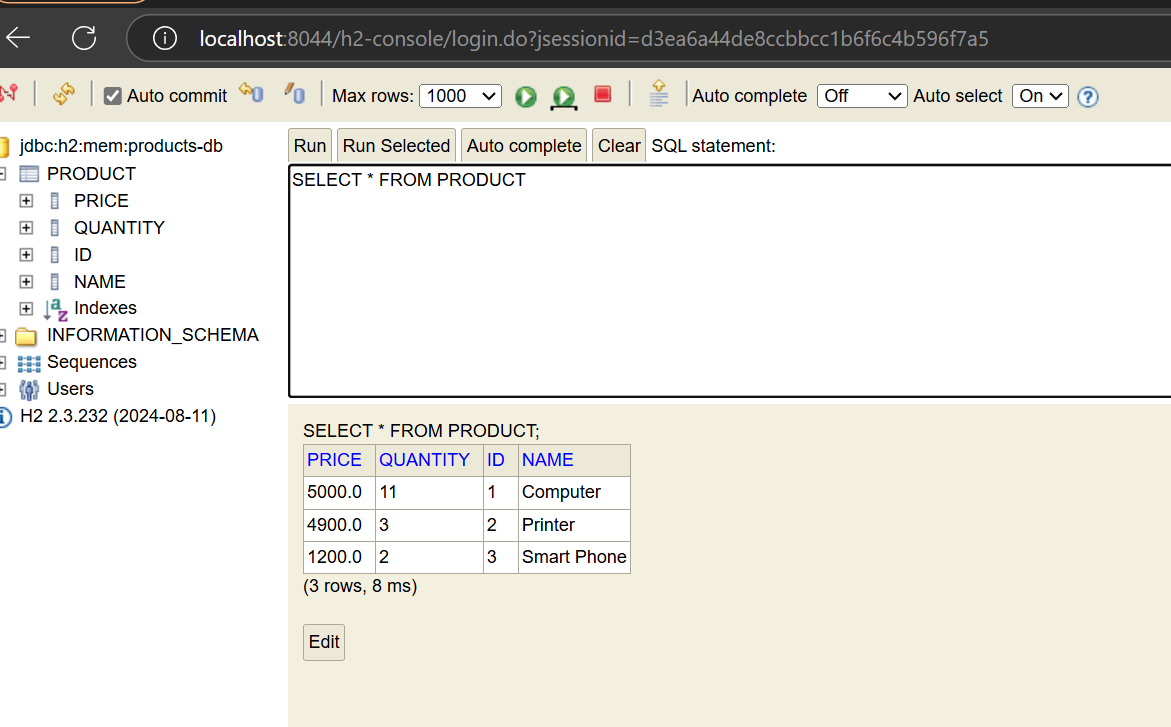 localhost:8044/h2-console/login.do?jsessionid=d3ea6a44de8ccbbcc1b6f6c4b596f7a5
Auto commit Max rows: 1000 Auto complete Off Auto select On ?
jdbc:h2:mem:products-db
PRODUCT
PRICE
QUANTITY
ID
NAME
Indexes
INFORMATION_SCHEMA
Sequences
Users
H2 2.3.232 (2024-08-11)
Run Run Selected Auto complete Clear SQL statement:
SELECT * FROM PRODUCT
SELECT * FROM PRODUCT;
PRICE QUANTITY ID NAME
5000.0 11 1 Computer
4900.0 3 2 Printer
1200.0 2 3 Smart Phone
(3 rows, 8 ms)
Edit